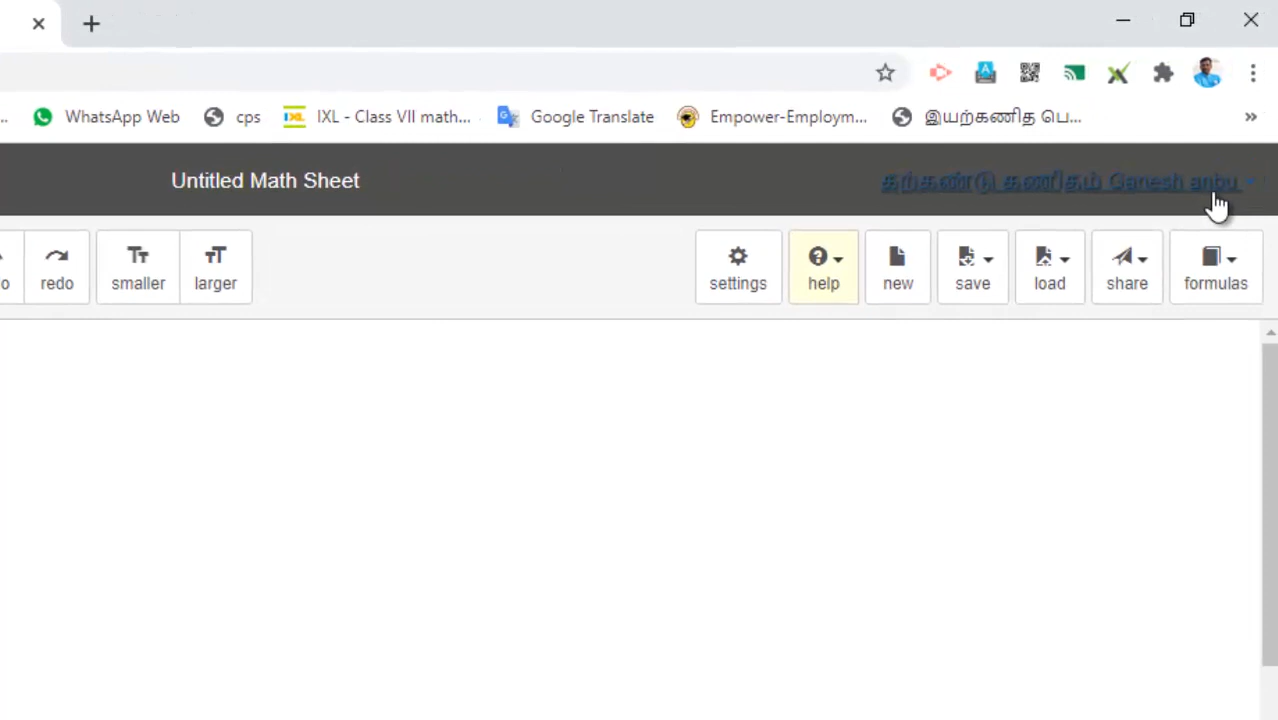 WhatsApp Web cps IXL - Class VII math... Google Translate Empower-Employm... இயற்கணித பெ...
Untitled Math Sheet தற்கண்டு கணிதம் Ganesh anbu
redo smaller larger settings help new save load share formulas